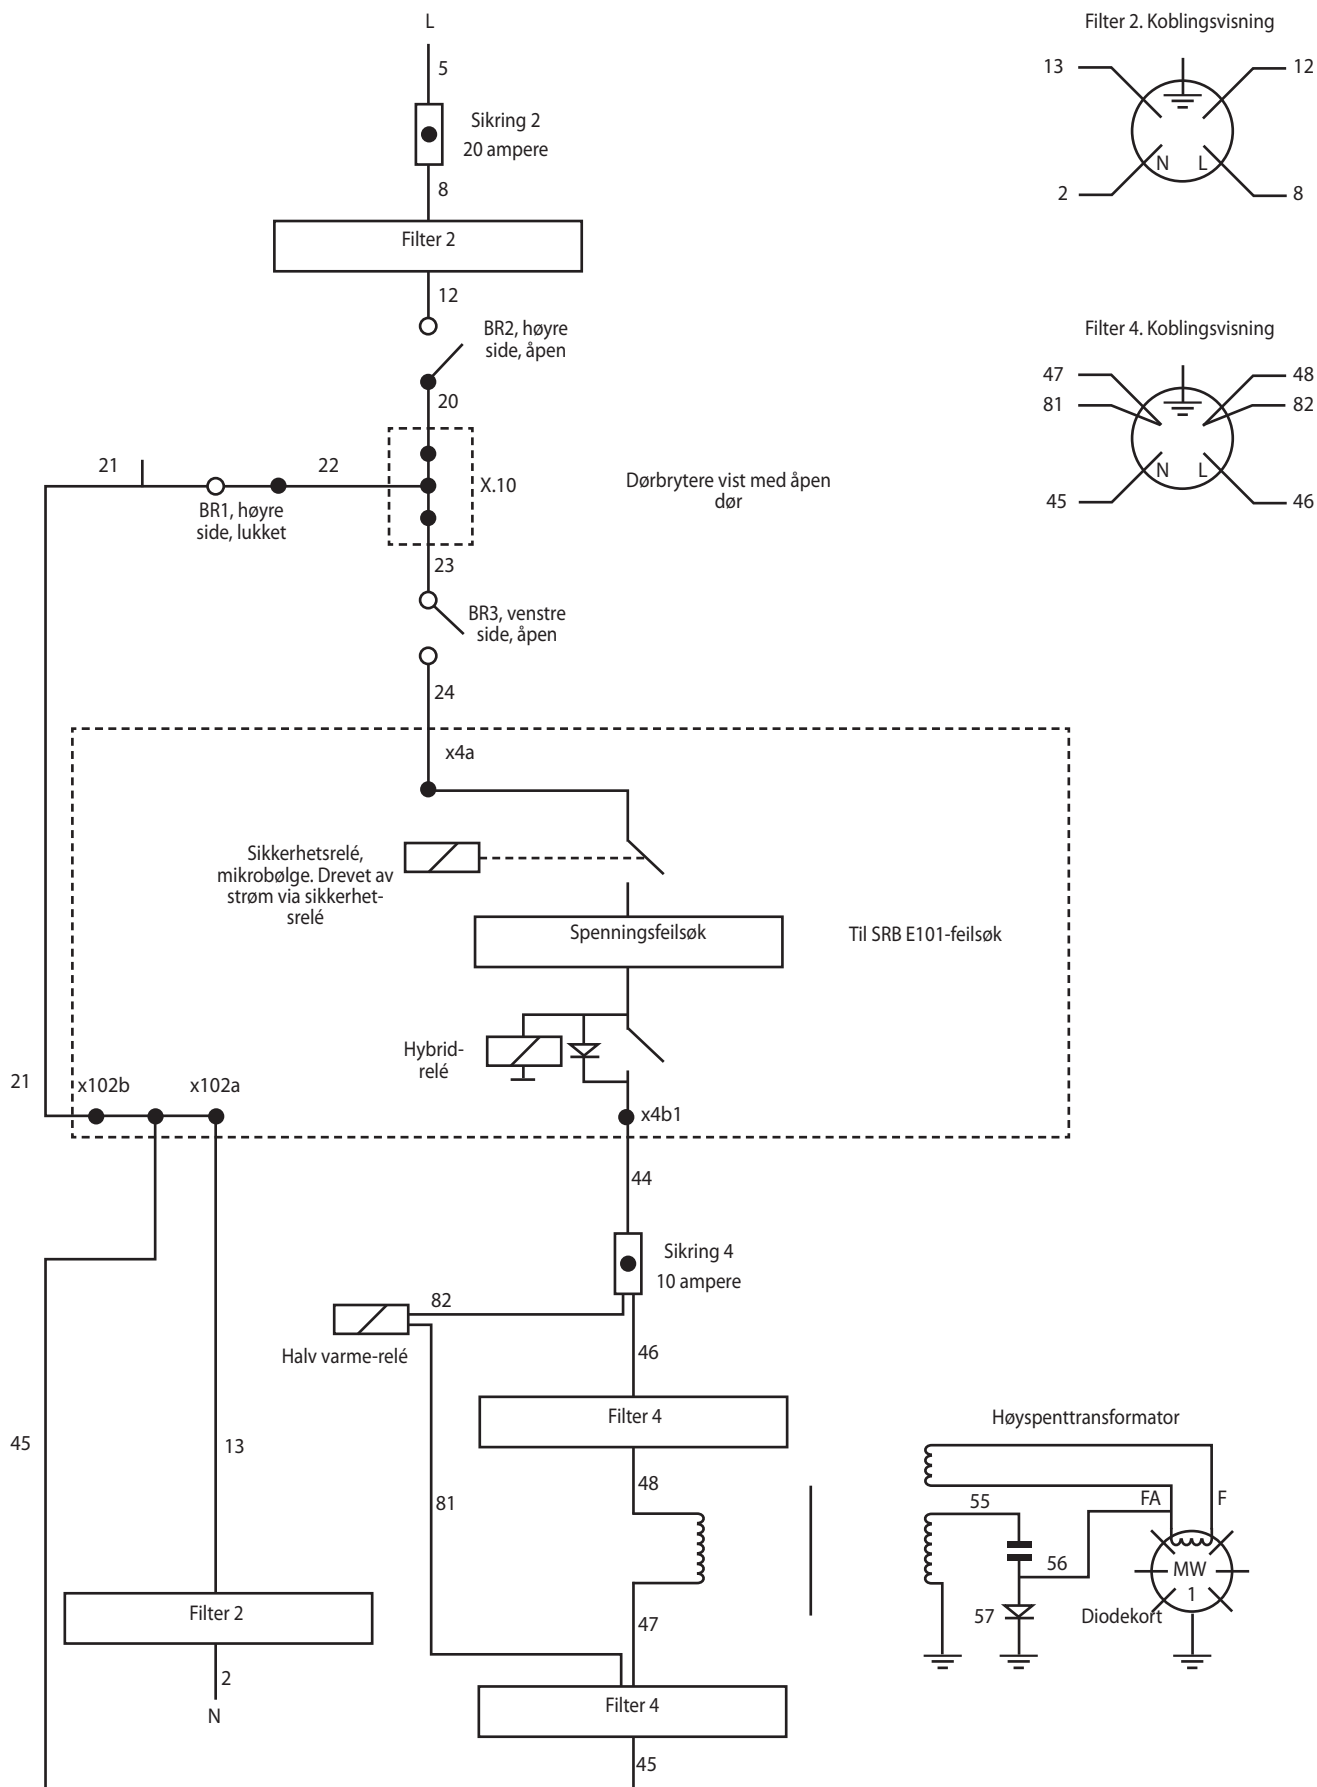 L
Filter 2. Koblingsvisning
5
13
12
Sikring 2
20 ampere
N
L
8
2
8
Filter 2
12
BR2, høyre
side, åpen
Filter 4. Koblingsvisning
47
48
81
82
20
N
L
45
46
21
22
X.10
Dørbrytere vist med åpen
dør
BR1, høyre
side, lukket
23
BR3, venstre
side, åpen
24
x4a
Sikkerhetsrelé,
mikrobølge. Drevet av
strøm via sikkerhet-
srelé
Spenningsfeilsøk
Til SRB E101-feilsøk
Hybrid-
relé
21
x102b
x102a
x4b1
44
Sikring 4
10 ampere
82
Halv varme-relé
46
Filter 4
Høyspenttransformator
45
13
48
81
55
FA
F
56
MW
1
57
Diodekort
Filter 2
47
2
N
Filter 4
45